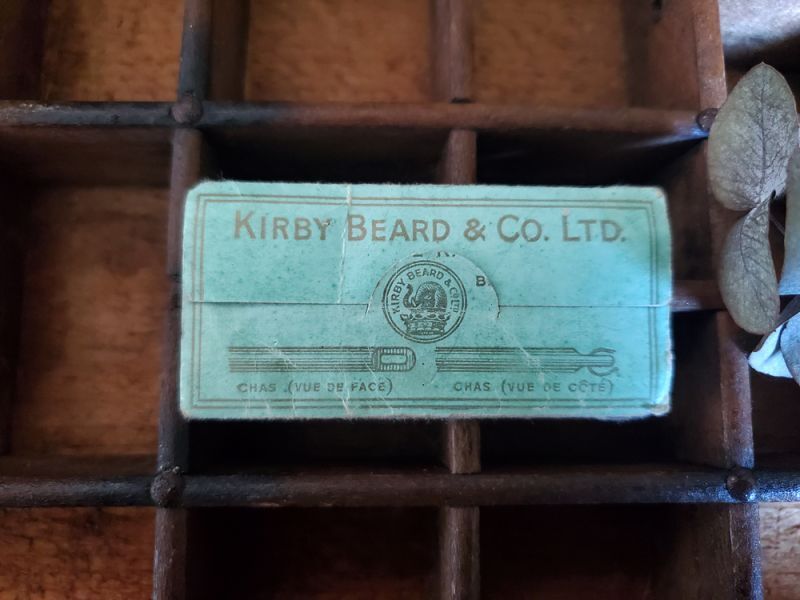 KIRBY BEARD & CO. LTD.
B.
KIRBY BEARD & CO LTD
CHAS (VUE DE FACE)
CHAS (VUE DE CÔTÉ)